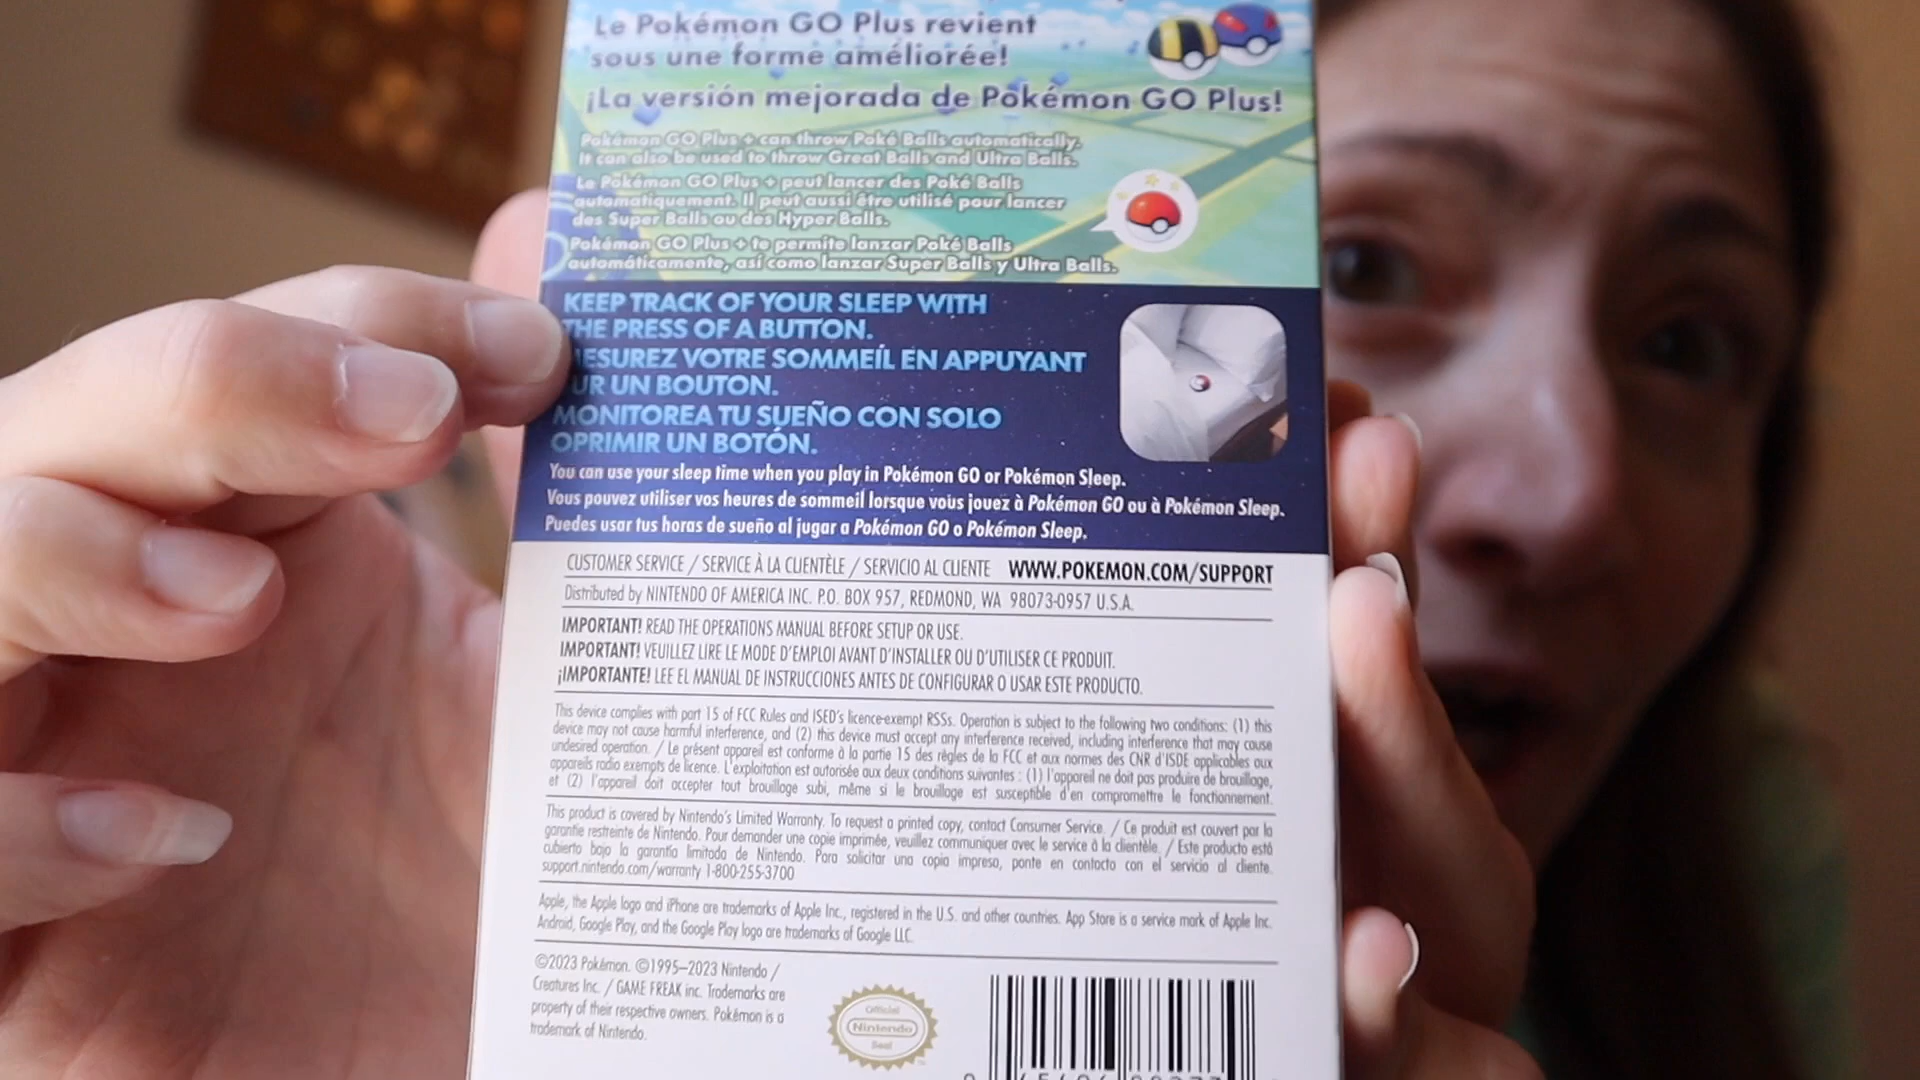 Le Pokémon GO Plus revient
sous une forme améliorée!
¡La versión mejorada de Pokémon GO Plus!
Pokémon GO Plus + can throw Poké Balls automatically.
It can also be used to throw Great Balls and Ultra Balls.
Le Pokémon GO Plus + peut lancer des Poké Balls
automatiquement. Il peut aussi être utilisé pour lancer
des Super Balls ou des Hyper Balls.
Pokémon GO Plus + te permite lanzar Poké Balls
automáticamente, así como lanzar Super Balls y Ultra Balls.
KEEP TRACK OF YOUR SLEEP WITH
THE PRESS OF A BUTTON.
ESUREZ VOTRE SOMMEIL EN APPUYANT
UR UN BOUTON.
MONITOREA TU SUEÑO CON SOLO
OPRIMIR UN BOTÓN.
You can use your sleep time when you play in Pokémon GO or Pokémon Sleep.
Vous pouvez utiliser vos heures de sommeil lorsque vous jouez à Pokémon GO ou à Pokémon Sleep.
Puedes usar tus horas de sueño al jugar a Pokémon GO o Pokémon Sleep.
CUSTOMER SERVICE / SERVICE À LA CLIENTÈLE / SERVICIO AL CLIENTE WWW.POKEMON.COM/SUPPORT
Distributed by NINTENDO OF AMERICA INC. P.O. BOX 957, REDMOND, WA 98073-0957 U.S.A.
IMPORTANT! READ THE OPERATIONS MANUAL BEFORE SETUP OR USE.
IMPORTANT! VEUILLEZ LIRE LE MODE D'EMPLOI AVANT D'INSTALLER OU D'UTILISER CE PRODUIT.
¡IMPORTANTE! LEE EL MANUAL DE INSTRUCCIONES ANTES DE CONFIGURAR O USAR ESTE PRODUCTO.
This device complies with part 15 of FCC Rules and ISED's licence-exempt RSSs. Operation is subject to the following two conditions: (1) this
device may not cause harmful interference, and (2) this device must accept any interference received, including interference that may cause
undesired operation. / Le présent appareil est conforme à la partie 15 des règles de la FCC et aux normes des CNR d'ISDE applicables aux
appareils radio exempts de licence. L'exploitation est autorisée aux deux conditions suivantes : (1) l'appareil ne doit pas produire de brouillage,
et (2) l'appareil doit accepter tout brouillage subi, même si le brouillage est susceptible d'en compromettre le fonctionnement.
This product is covered by Nintendo's Limited Warranty. To request a printed copy, contact Consumer Service. / Ce produit est couvert par la
garantie restreinte de Nintendo. Pour demander une copie imprimée, veuillez communiquer avec le service à la clientèle. / Este producto está
cubierto bajo la garantía limitada de Nintendo. Para solicitar una copia impresa, ponte en contacto con el servicio al cliente.
support.nintendo.com/warranty 1-800-255-3700
Apple, the Apple logo and iPhone are trademarks of Apple Inc., registered in the U.S. and other countries. App Store is a service mark of Apple Inc.
Android, Google Play, and the Google Play logo are trademarks of Google LLC.
©2023 Pokémon. ©1995–2023 Nintendo /
Creatures Inc. / GAME FREAK inc. Trademarks are
property of their respective owners. Pokémon is a
trademark of Nintendo.
Official
Nintendo
Seal